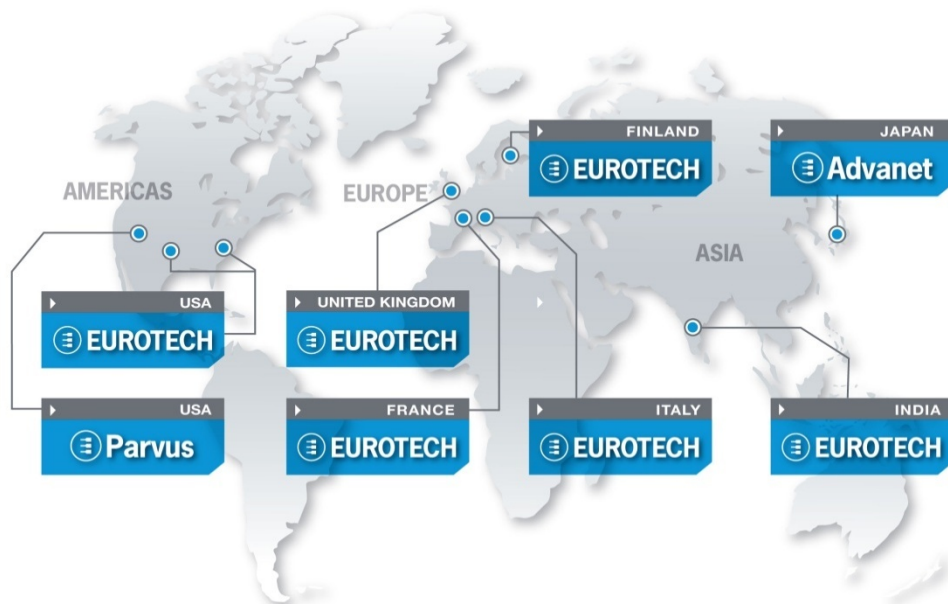 FINLAND
EUROTECH
JAPAN
Advanet
AMERICAS
EUROPE
ASIA
USA
EUROTECH
UNITED KINGDOM
EUROTECH
USA
Parvus
FRANCE
EUROTECH
ITALY
EUROTECH
INDIA
EUROTECH